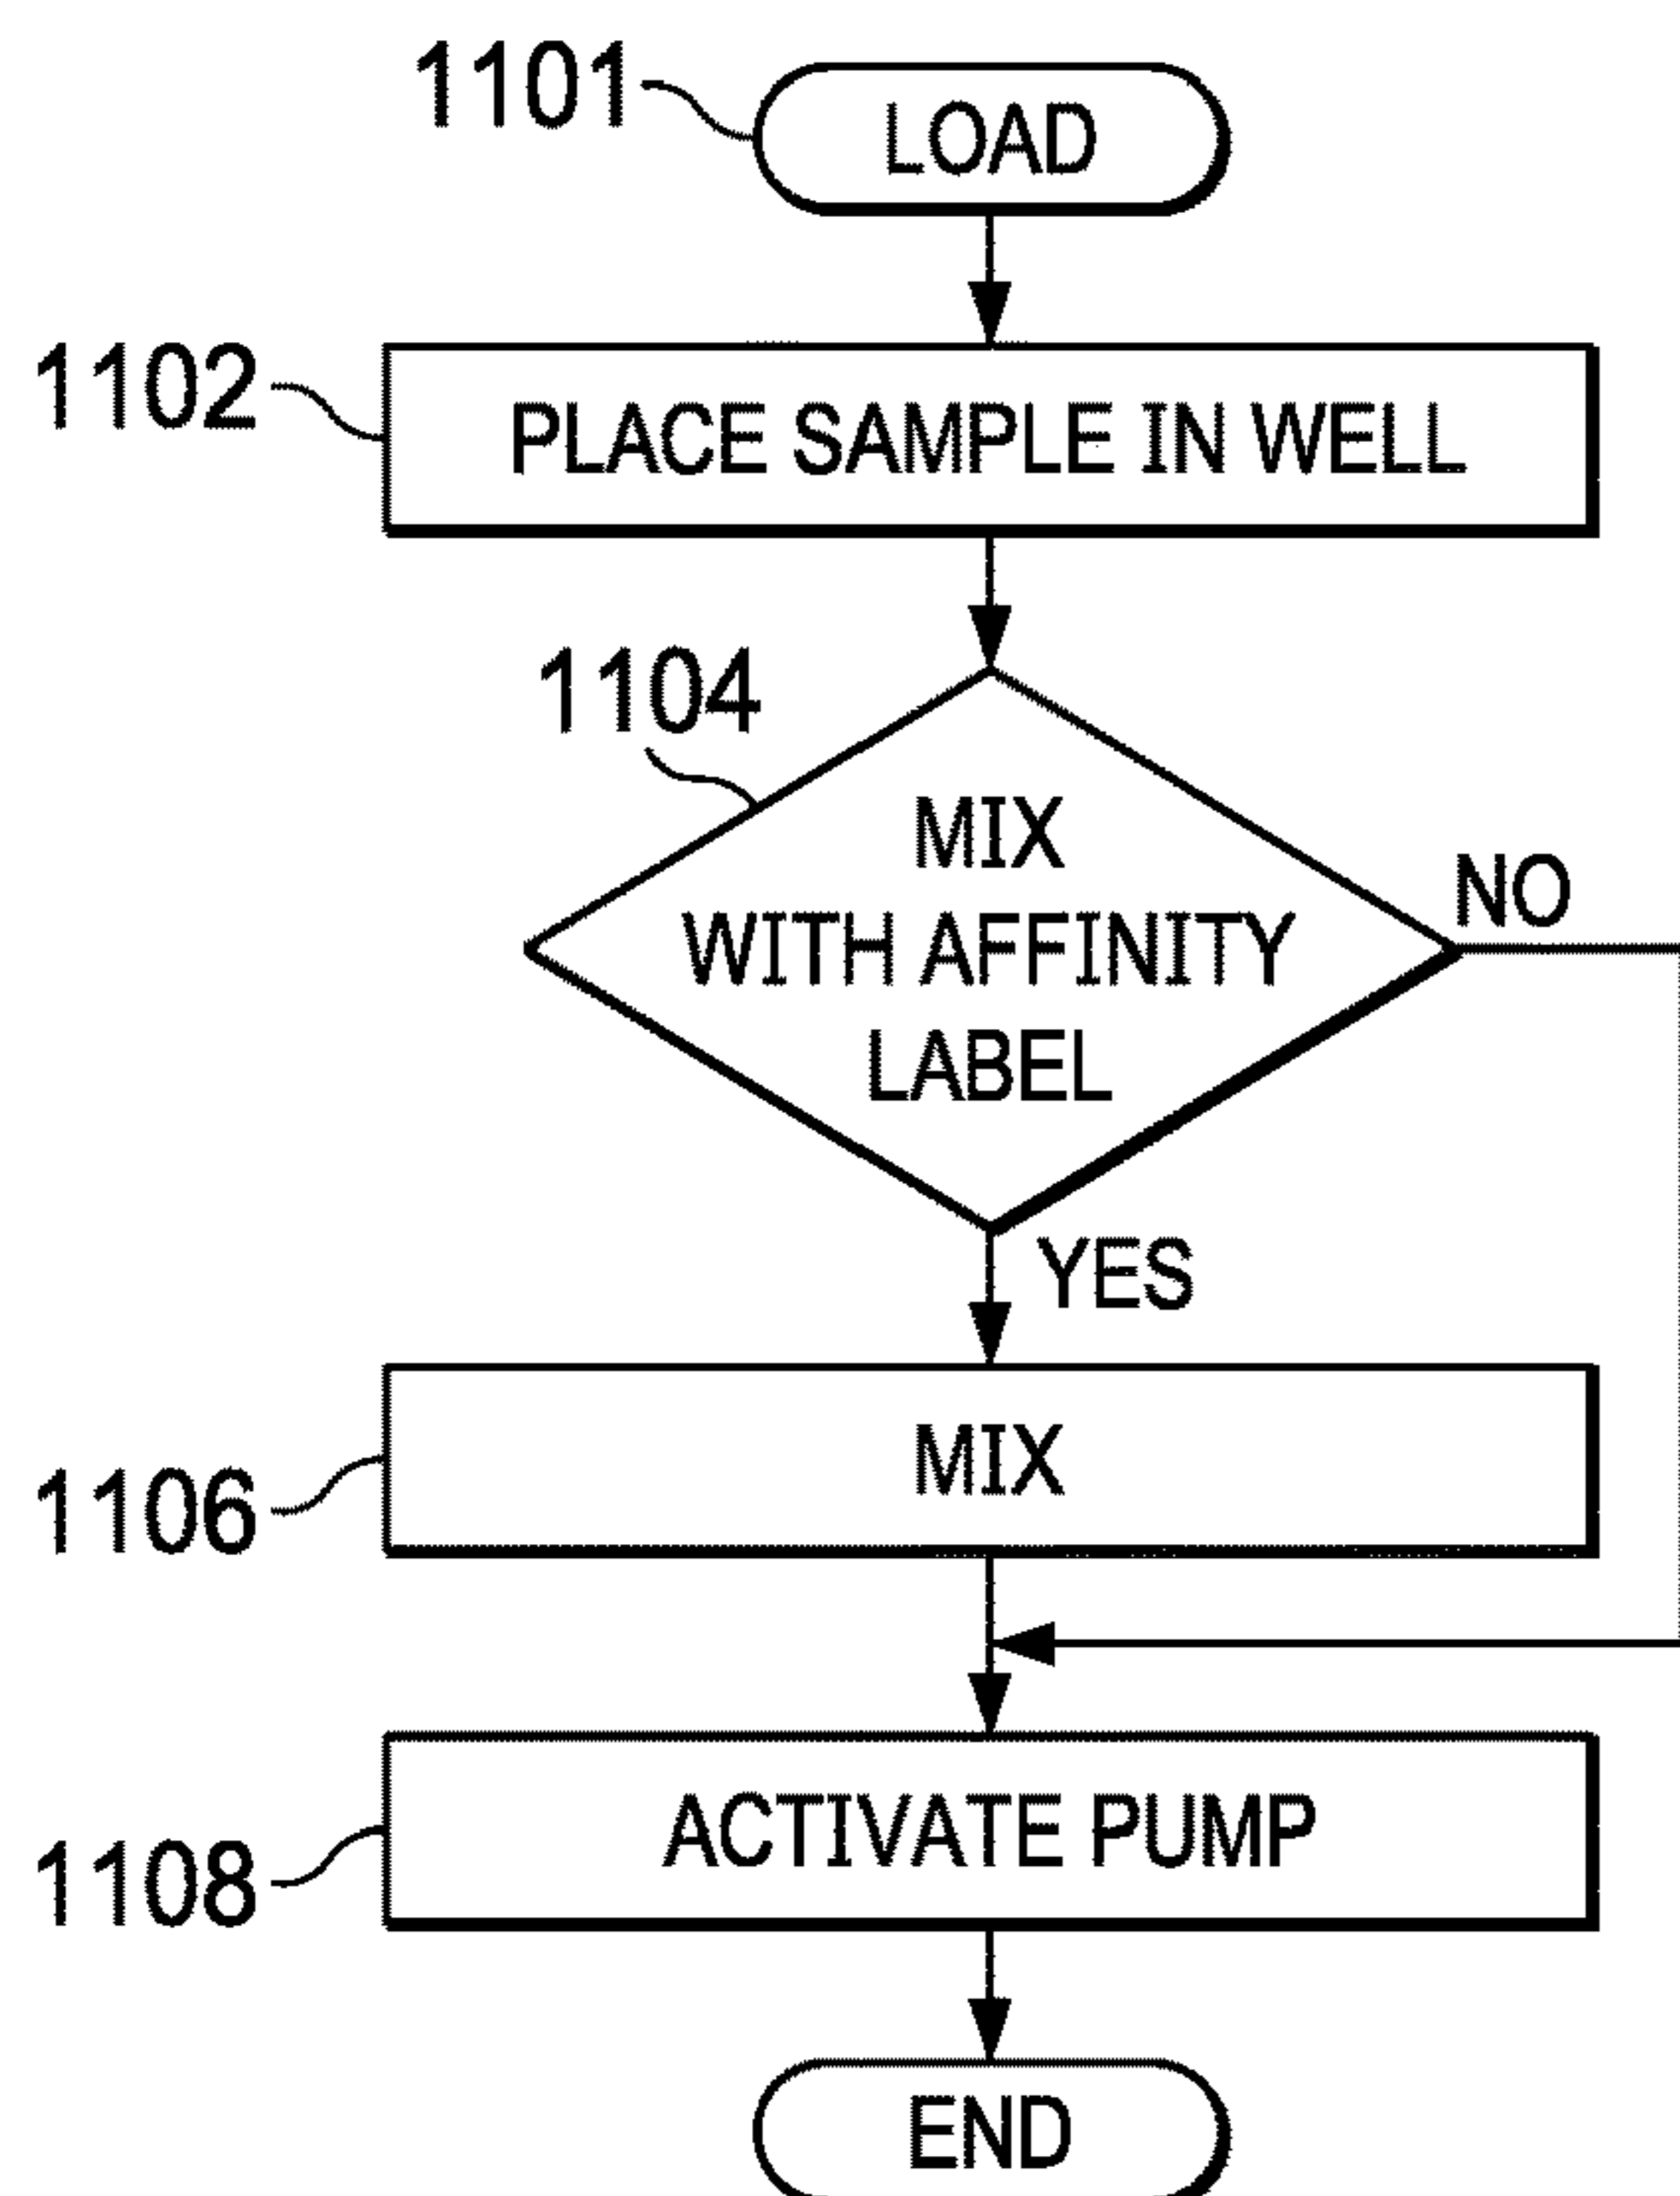 1101
LOAD
1102
PLACE SAMPLE IN WELL
1104
MIX
WITH AFFINITY
LABEL
NO
YES
MIX
1106
ACTIVATE PUMP
1108
END